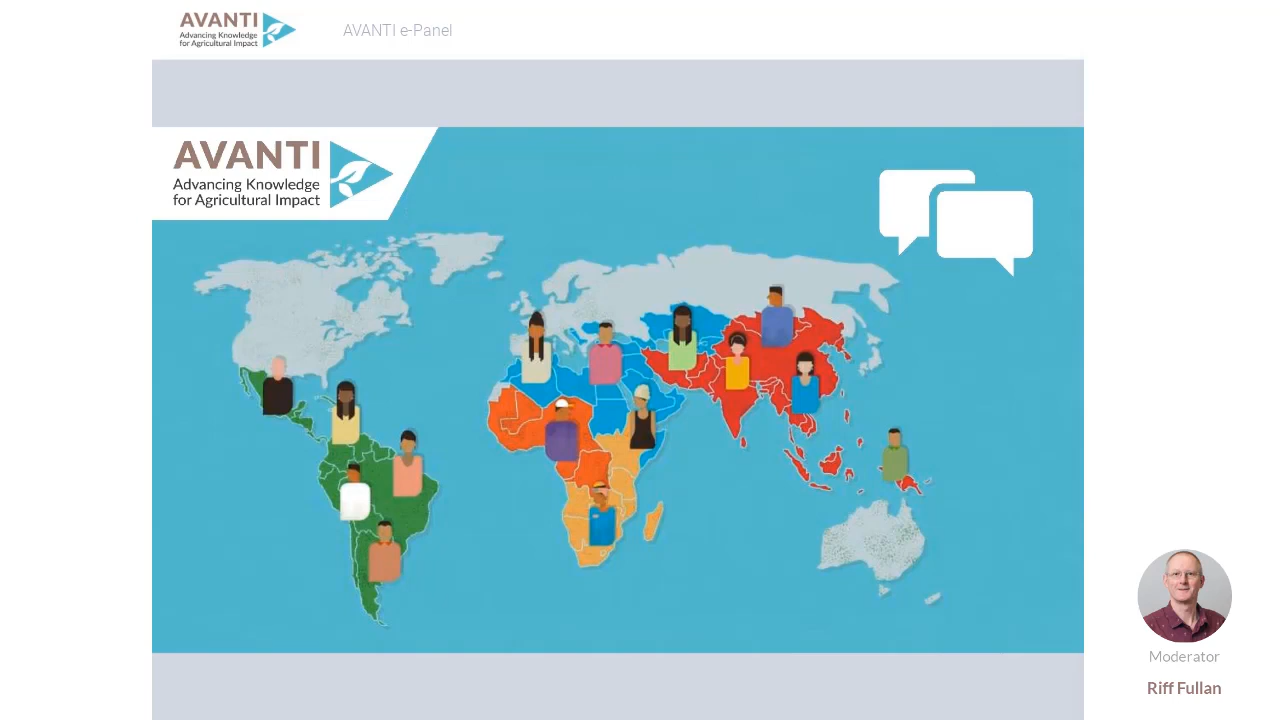 AVANTI
Advancing Knowledge
for Agricultural Impact
AVANTI e-Panel
AVANTI
Advancing Knowledge
for Agricultural Impact
Moderator
Riff Fullan